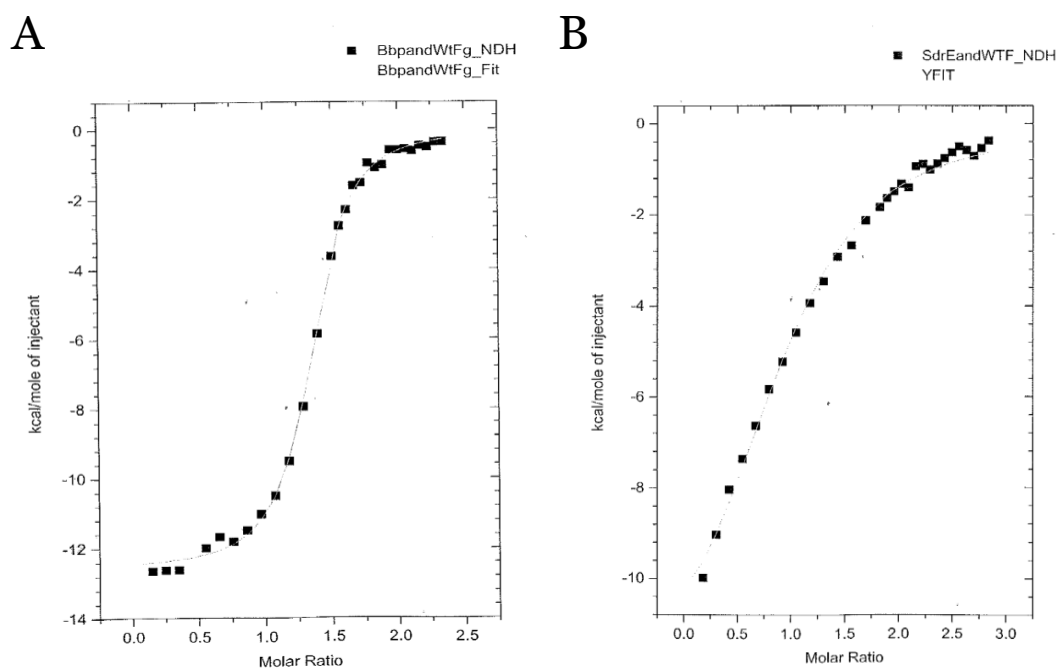 A
BbpandWtFg_NDH
BbpandWtFg_Fit
0
-2
-4
-6
-8
-10
-12
-14
kcal/mole of injectant
0.0 0.5 1.0 1.5 2.0 2.5
Molar Ratio
B
SdrEandWTF_NDH
YFIT
0
-2
-4
-6
-8
-10
kcal/mole of injectant
0.0 0.5 1.0 1.5 2.0 2.5 3.0
Molar Ratio